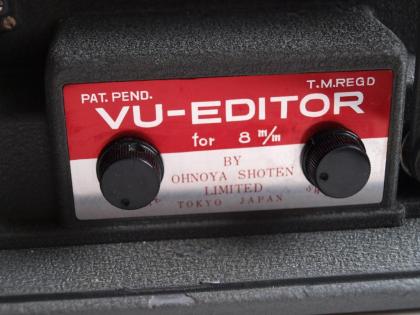 PAT. PEND. T.M. REGD
VU-EDITOR
for 8 m/m
BY
OHNOYA SHOTEN
LIMITED
TOKYO JAPAN